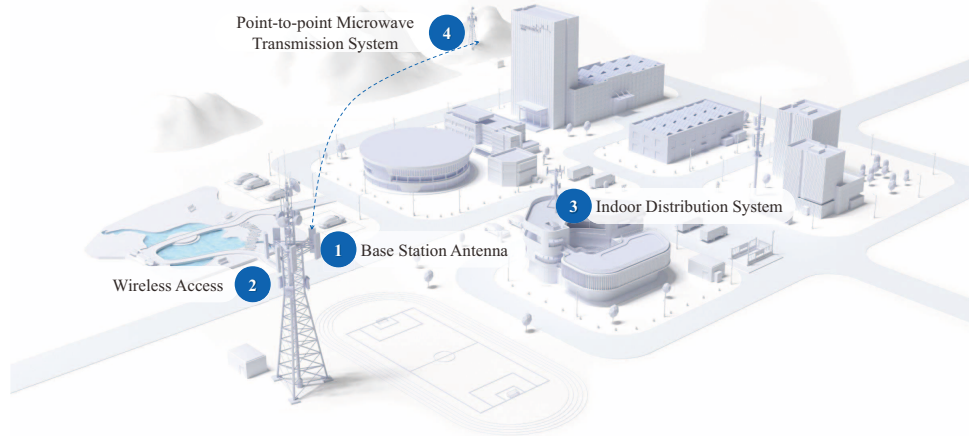 Point-to-point Microwave
Transmission System
4
3
Indoor Distribution System
1
Base Station Antenna
Wireless Access
2